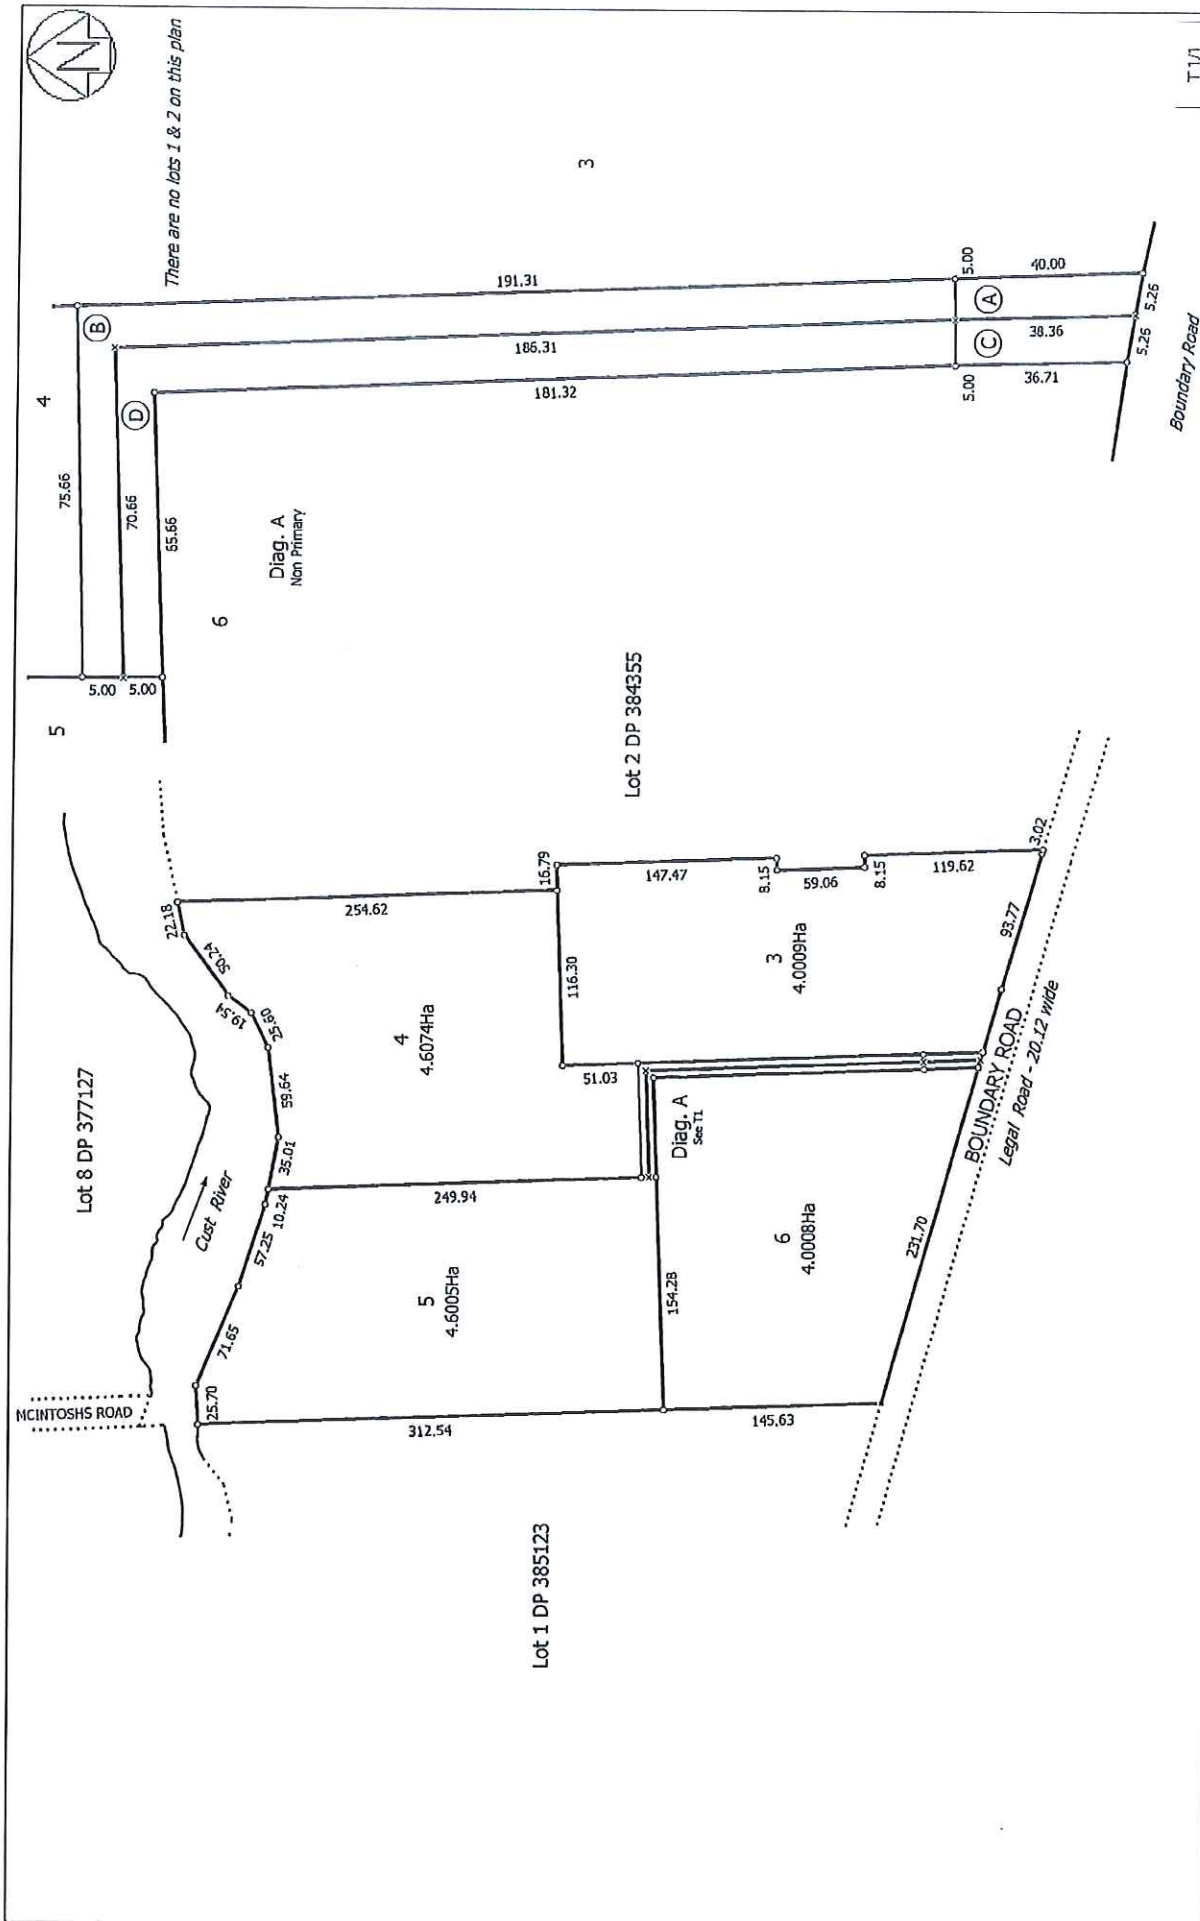 N
There are no lots 1 & 2 on this plan
T 1/1
MCINTOSHS ROAD
Lot 8 DP 377127
Cust River
25.70
71.65
57.25
10.24
35.01
59.64
25.60
19.54
50.24
22.18
312.54
249.94
254.62
5
4.6005Ha
4
4.6074Ha
51.03
116.30
16.79
147.47
8.15
59.06
8.15
119.62
3.02
3
4.0009Ha
93.77
Diag. A
See T1
154.28
6
4.0008Ha
145.63
231.70
BOUNDARY ROAD
Legal Road - 20.12 wide
Lot 1 DP 385123
Lot 2 DP 384355
5
4
75.66
B
5.00
5.00
70.66
65.66
D
6
Diag. A
Non Primary
191.31
186.31
181.32
3
5.00
5.00
A
C
40.00
38.36
36.71
5.26
5.26
Boundary Road